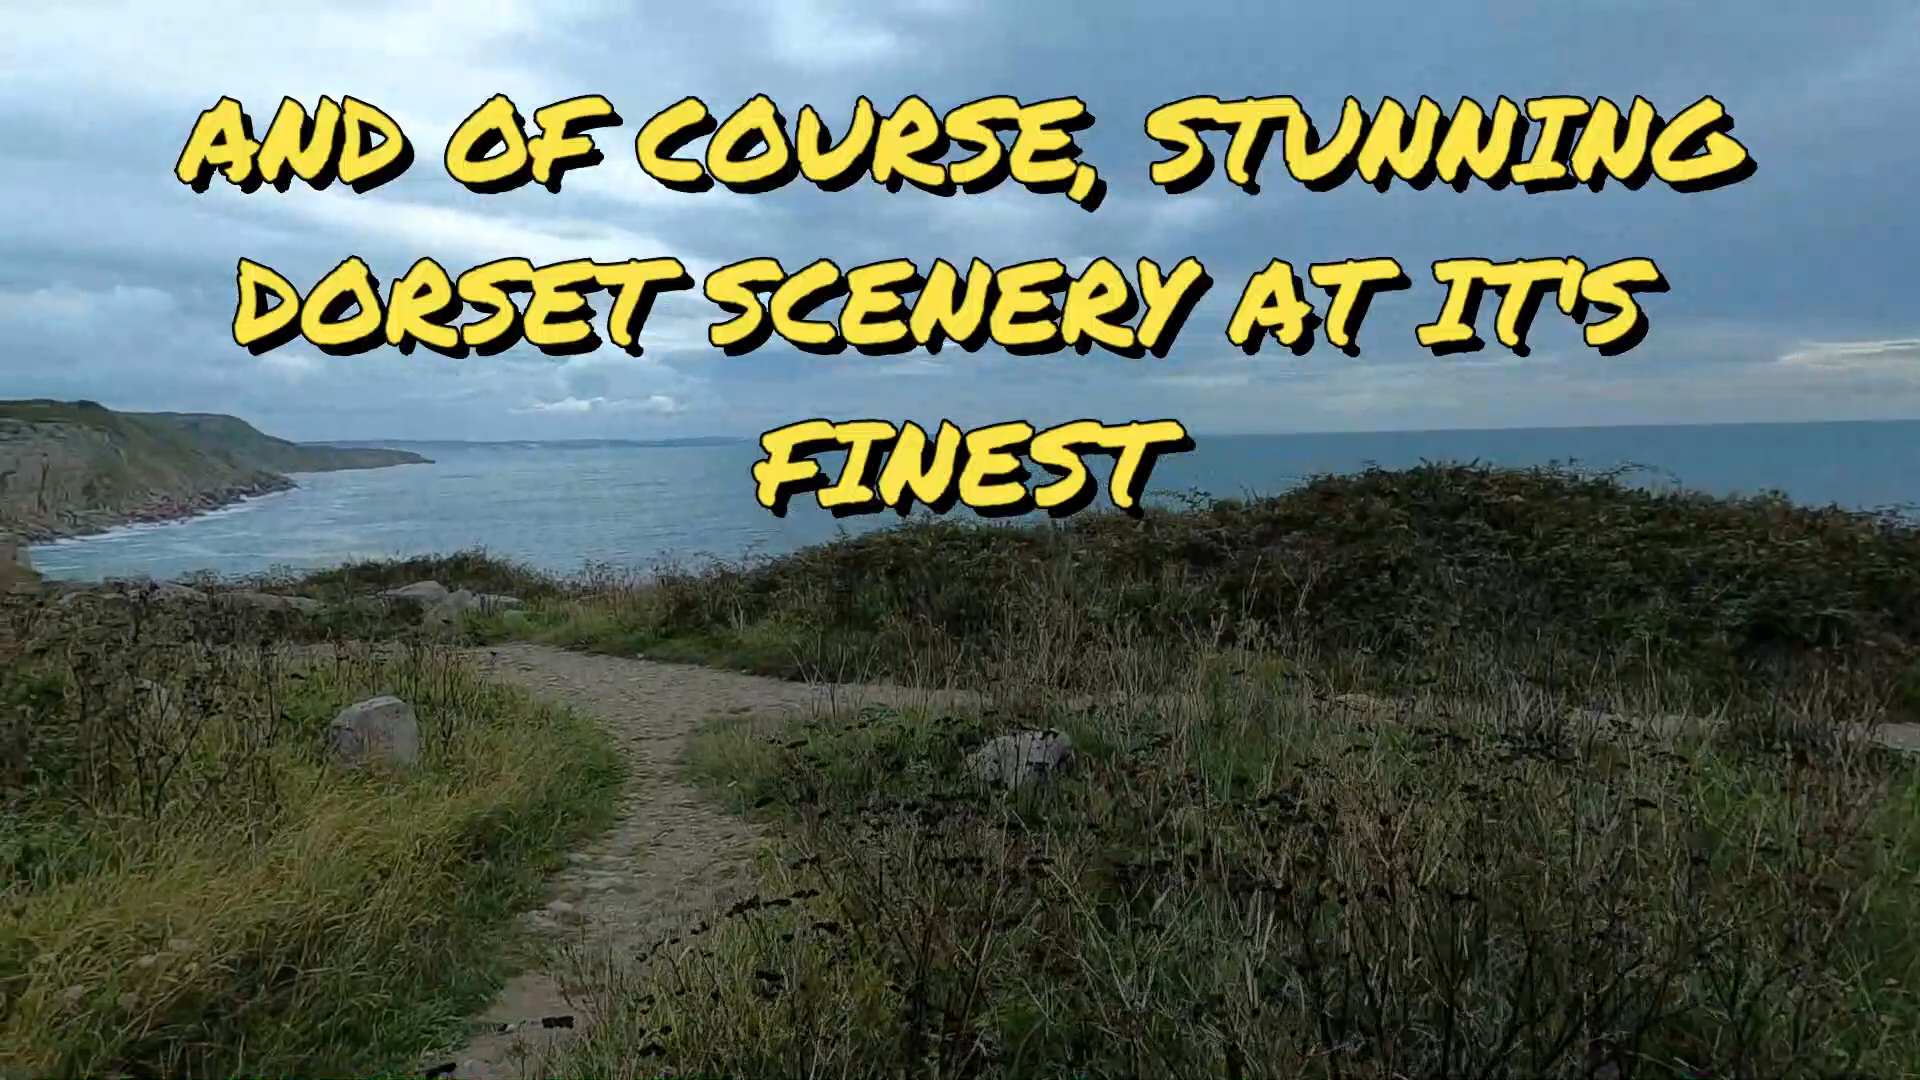 AND OF COURSE, STUNNING
DORSET SCENERY AT IT'S
FINEST